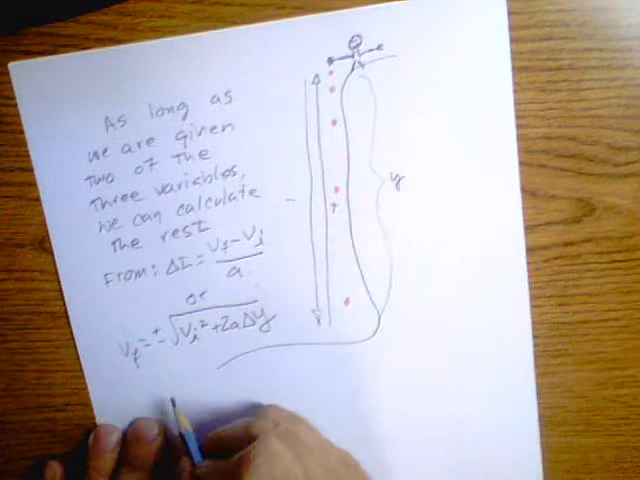 As long as
we are given
two of the
three variables,
we can calculate
the rest
From: Δt = Vf - Vi / a
or
Vf = ± √Vi² + 2aΔy
y